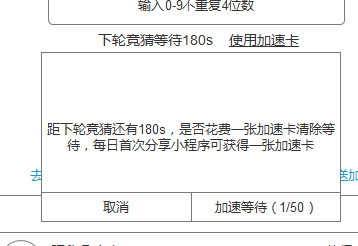 输入0-9不重复4位数
下轮竞猜等待180s 使用加速卡
距下轮竞猜还有180s，是否花费一张加速卡清除等
待，每日首次分享小程序可获得一张加速卡
去
送加
取消 加速等待（1/50）